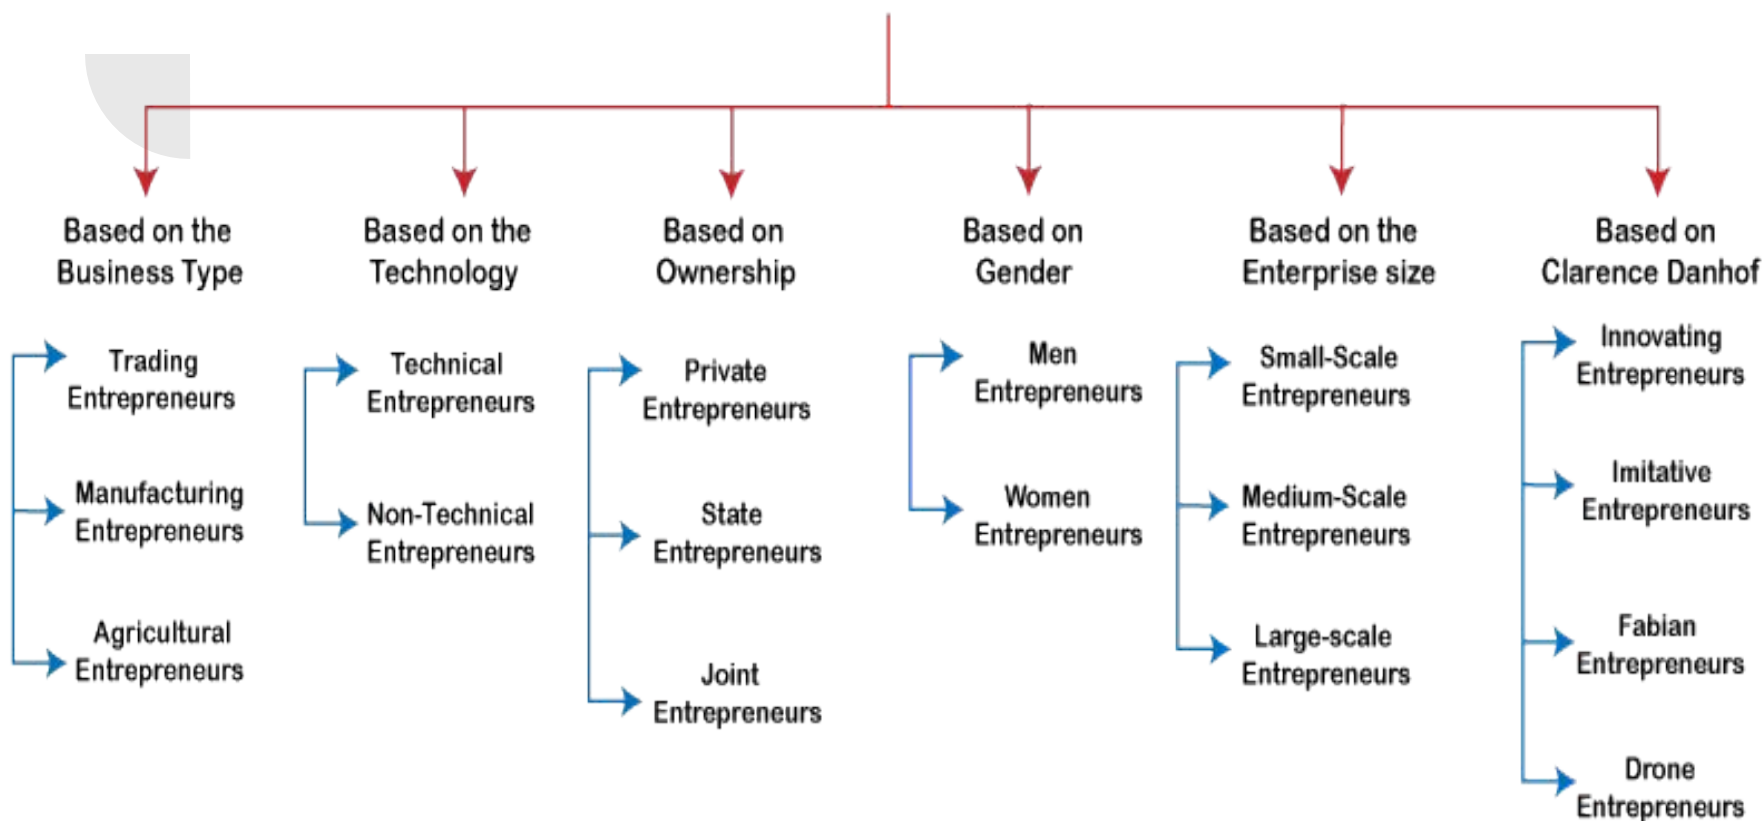 Based on the
Business Type
Trading
Entrepreneurs
Manufacturing
Entrepreneurs
Agricultural
Entrepreneurs
Based on the
Technology
Technical
Entrepreneurs
Non-Technical
Entrepreneurs
Based on
Ownership
Private
Entrepreneurs
State
Entrepreneurs
Joint
Entrepreneurs
Based on
Gender
Men
Entrepreneurs
Women
Entrepreneurs
Based on the
Enterprise size
Small-Scale
Entrepreneurs
Medium-Scale
Entrepreneurs
Large-scale
Entrepreneurs
Based on
Clarence Danhof
Innovating
Entrepreneurs
Imitative
Entrepreneurs
Fabian
Entrepreneurs
Drone
Entrepreneurs